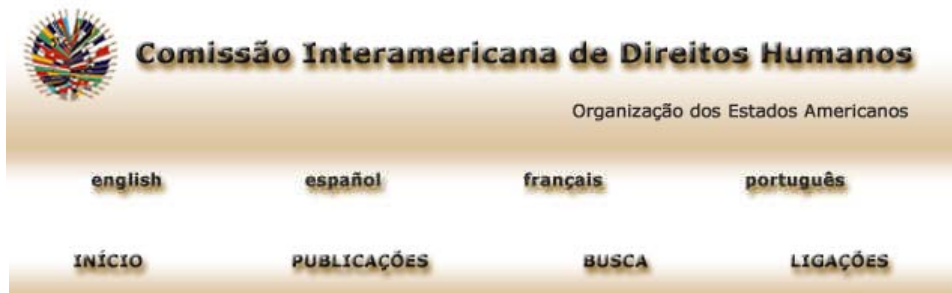 Comissão Interamericana de Direitos Humanos
Organização dos Estados Americanos
english español français português
INÍCIO PUBLICAÇÕES BUSCA LIGAÇÕES